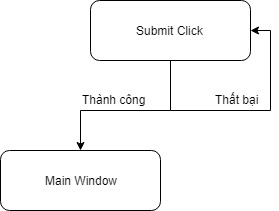 Submit Click
Thành công
Thất bại
Main Window